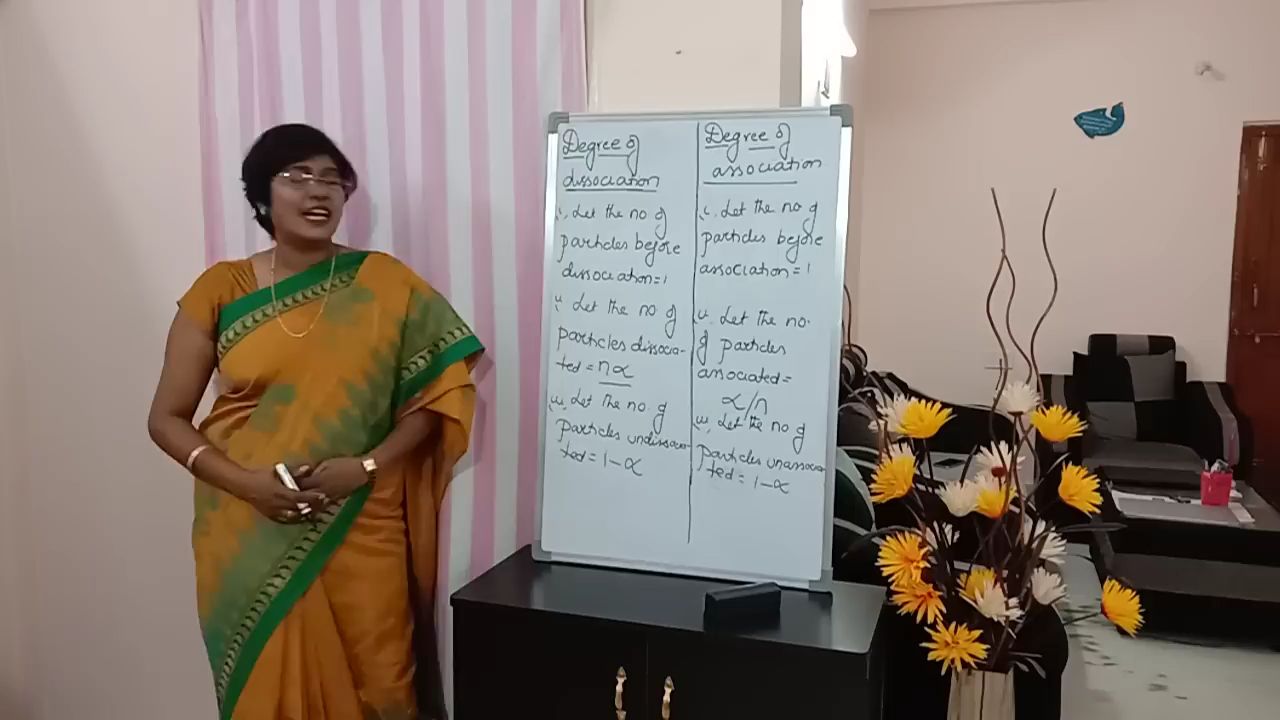 Degree of
dissociation
i, Let the no of
particles before
dissociation=1
ii, Let the no of
particles dissocia-
ted = nα
iii, Let the no. of
particles undissocia
ted = 1-α
Degree of
association
i, Let the no of
particles before
association = 1
ii, Let the no.
of particles
associated=
α/n
iii, Let the no of
particles unassocia
ted = 1-α